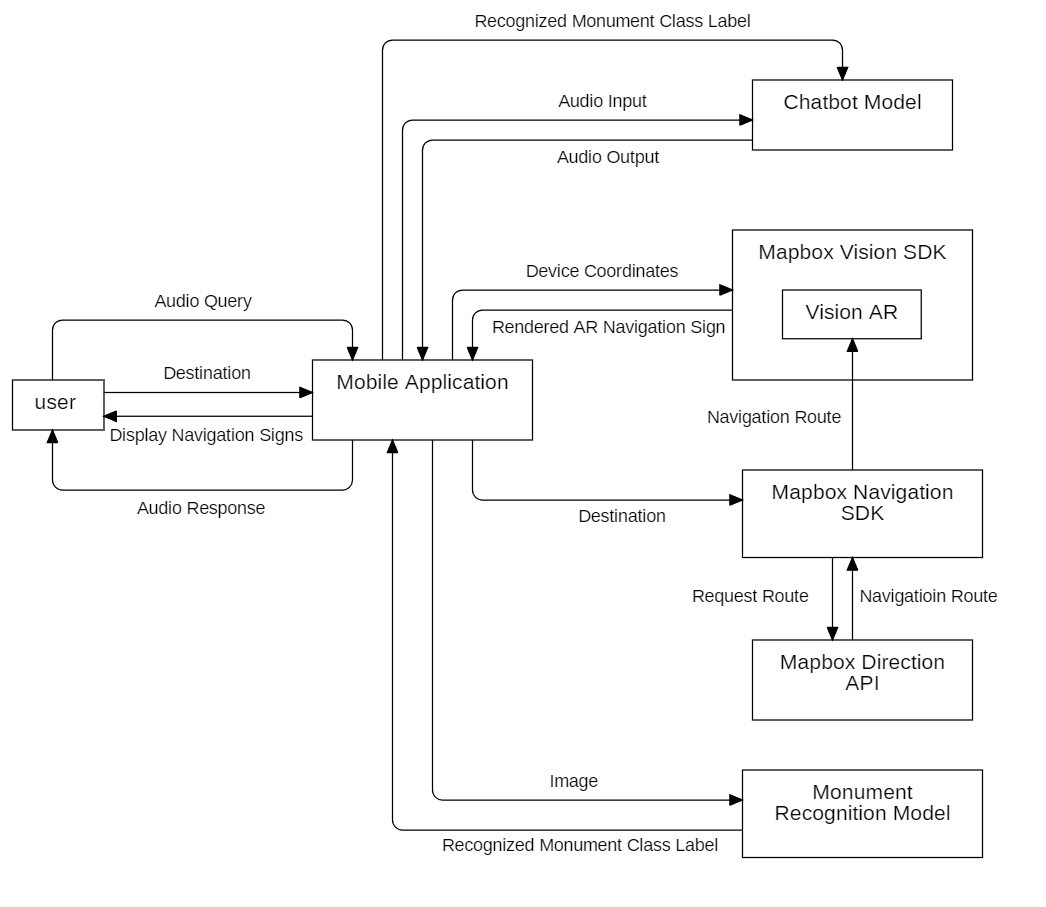 Recognized Monument Class Label
Chatbot Model
Audio Input
Audio Output
Mapbox Vision SDK
Device Coordinates
Vision AR
Rendered AR Navigation Sign
Audio Query
Destination
Mobile Application
user
Display Navigation Signs
Navigation Route
Audio Response
Destination
Mapbox Navigation
SDK
Request Route
Navigatioin Route
Mapbox Direction
API
Image
Monument
Recognition Model
Recognized Monument Class Label